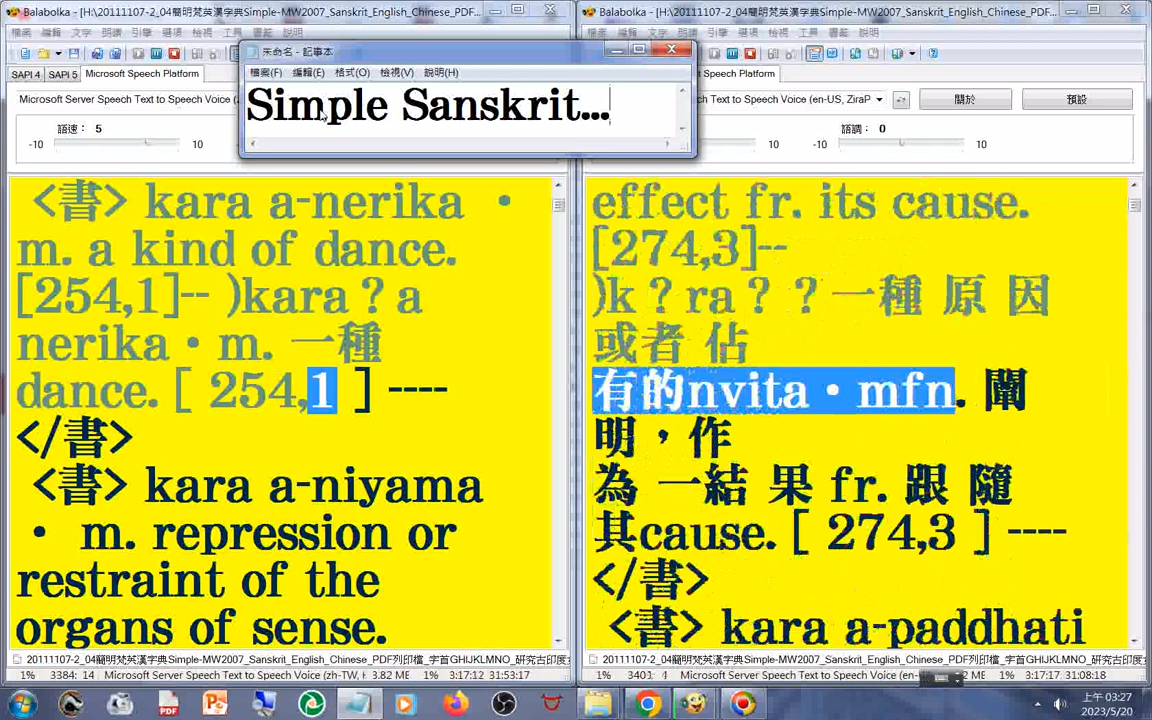 Balabolka - [H:\20111107-2_04簡明梵英漢字典Simple-MW2007_Sanskrit_English_Chinese_PDF...
Balabolka - [H:\20111107-2_04簡明梵英漢字典Simple-MW2007_Sanskrit_English_Chinese_PDF...
檔案 編輯 文字 朗讀 引擎 選項 檢視
未命名 - 記事本
檔案(F) 編輯(E) 格式(O) 檢視(V) 說明(H)
Simple Sanskrit...
SAPI 4 SAPI 5 Microsoft Speech Platform
Speech Platform
Microsoft Server Speech Text to Speech Voice (
Text to Speech Voice (en-US, ZiraP
關於
預設
語速： 5
語調： 0
-10 10
10 -10 10
<書> kara a-nerika •
m. a kind of dance.
[254,1]-- )kara ? a
nerika • m. 一種
dance. [ 254,1 ] ----
</書>
<書> kara a-niyama
• m. repression or
restraint of the
organs of sense.
effect fr. its cause.
[274,3]--
)k ? ra ? ? 一種 原 因
或者 佔
有的nvita • mfn. 闡
明，作
為 一結 果 fr. 跟 隨
其cause. [ 274,3 ] ----
</書>
<書> kara a-paddhati
20111107-2_04簡明梵英漢字典Simple-MW2007_Sanskrit_English_Chinese_PDF列印檔_字首GHIJKLMNO_研究古印度
20111107-2_04簡明梵英漢字典Simple-MW2007_Sanskrit_English_Chinese_PDF列印檔_字首GHIJKLMNO_研究古印度
1% 3384: 14 Microsoft Server Speech Text to Speech Voice (zh-TW, H 3.82 MB 3:17:12 31:53:17
1% 3401: Microsoft Server Speech Text to Speech Voice (en-US, 3:17:17 31:08:18
上午 03:27
2023/5/20